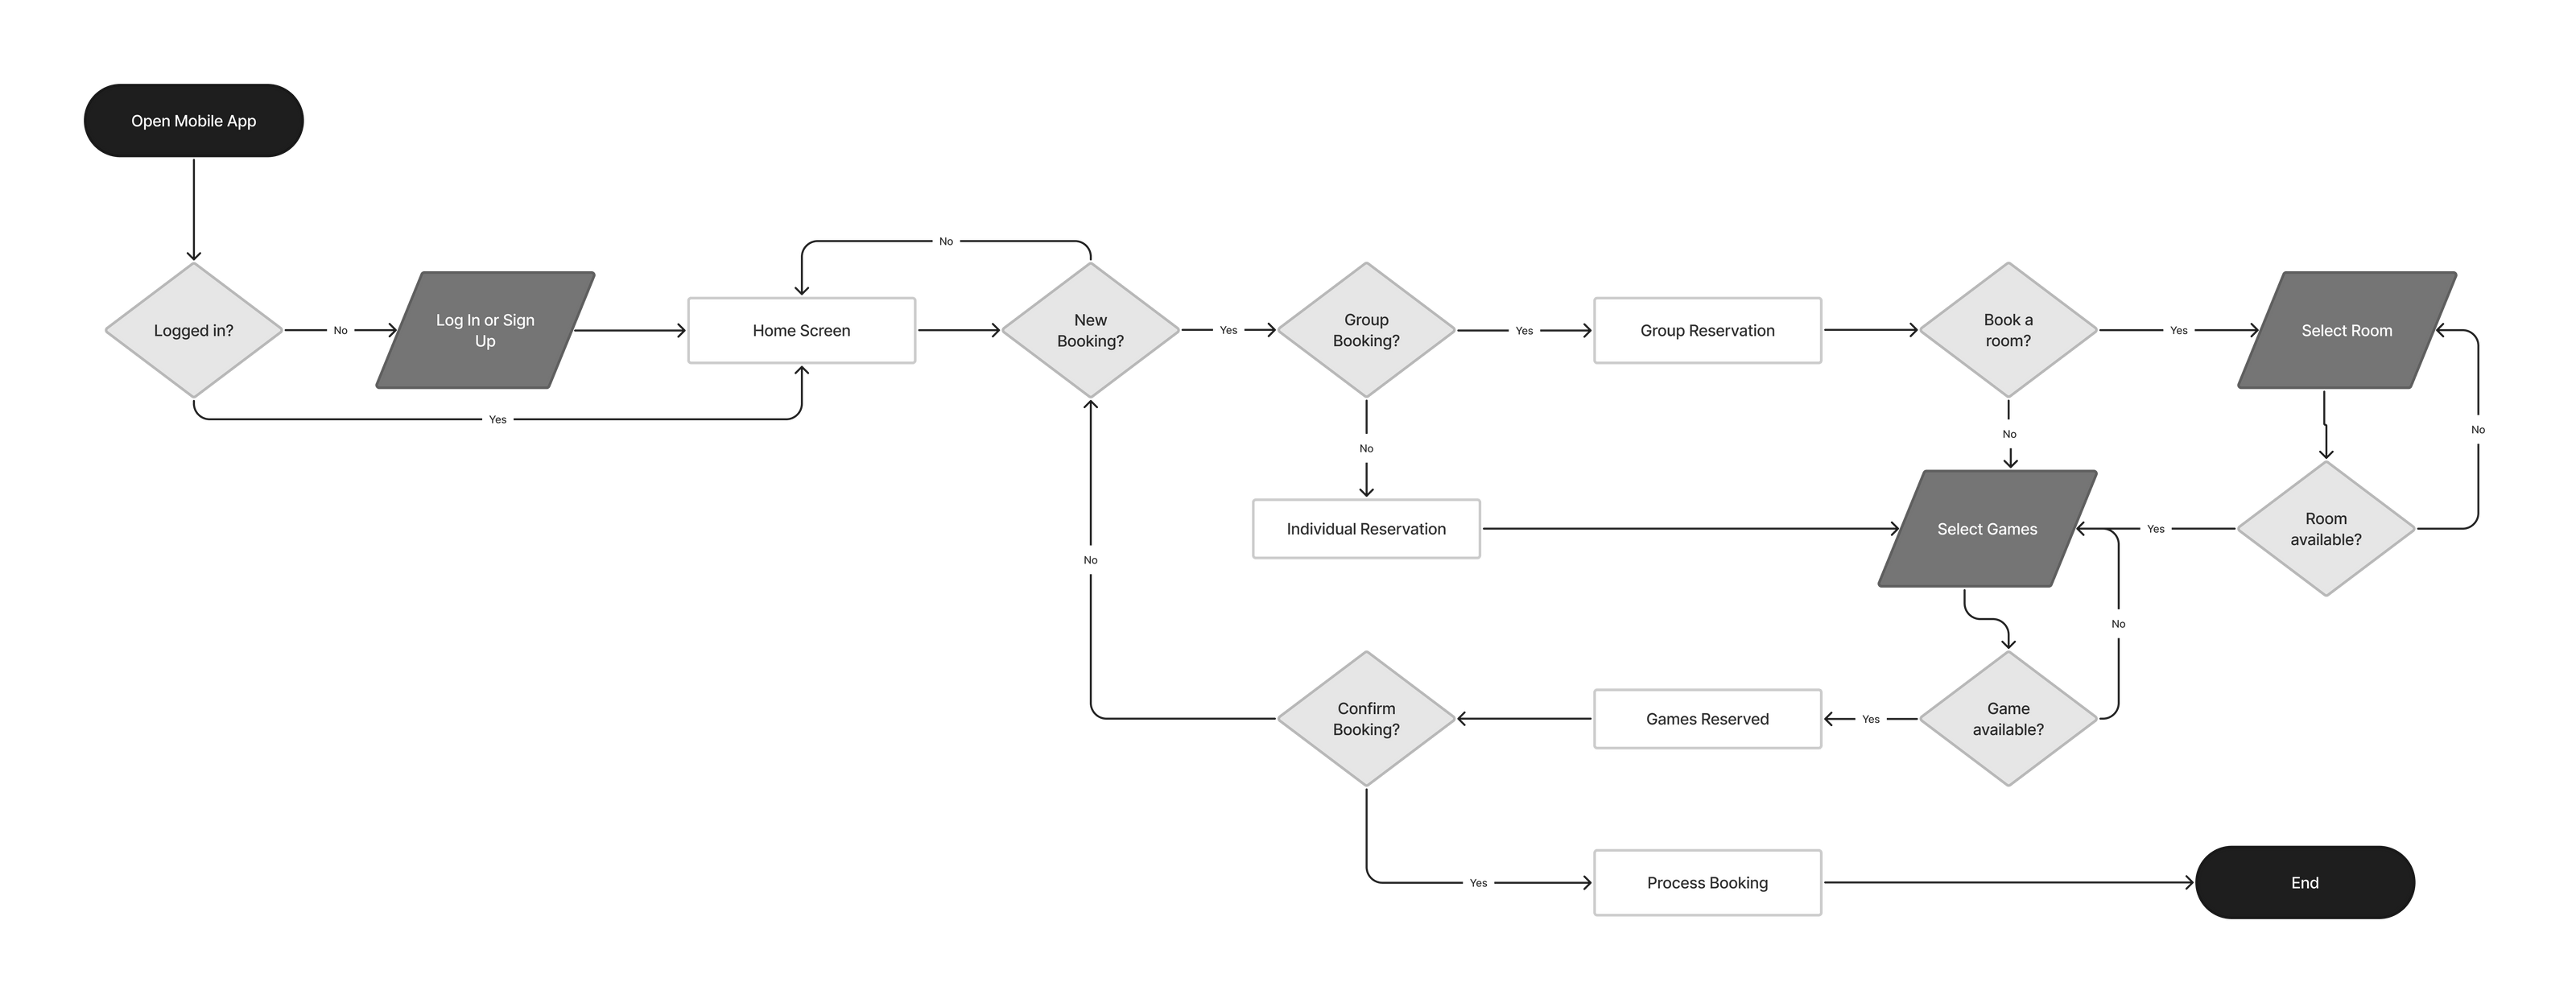 Open Mobile App
No
Logged in?
No
Log In or Sign
Up
Home Screen
New
Booking?
Yes
Group
Booking?
Yes
Group Reservation
Book a
room?
Yes
Select Room
Yes
No
No
No
Individual Reservation
Select Games
Yes
Room
available?
No
No
Confirm
Booking?
Games Reserved
Yes
Game
available?
Yes
Process Booking
End